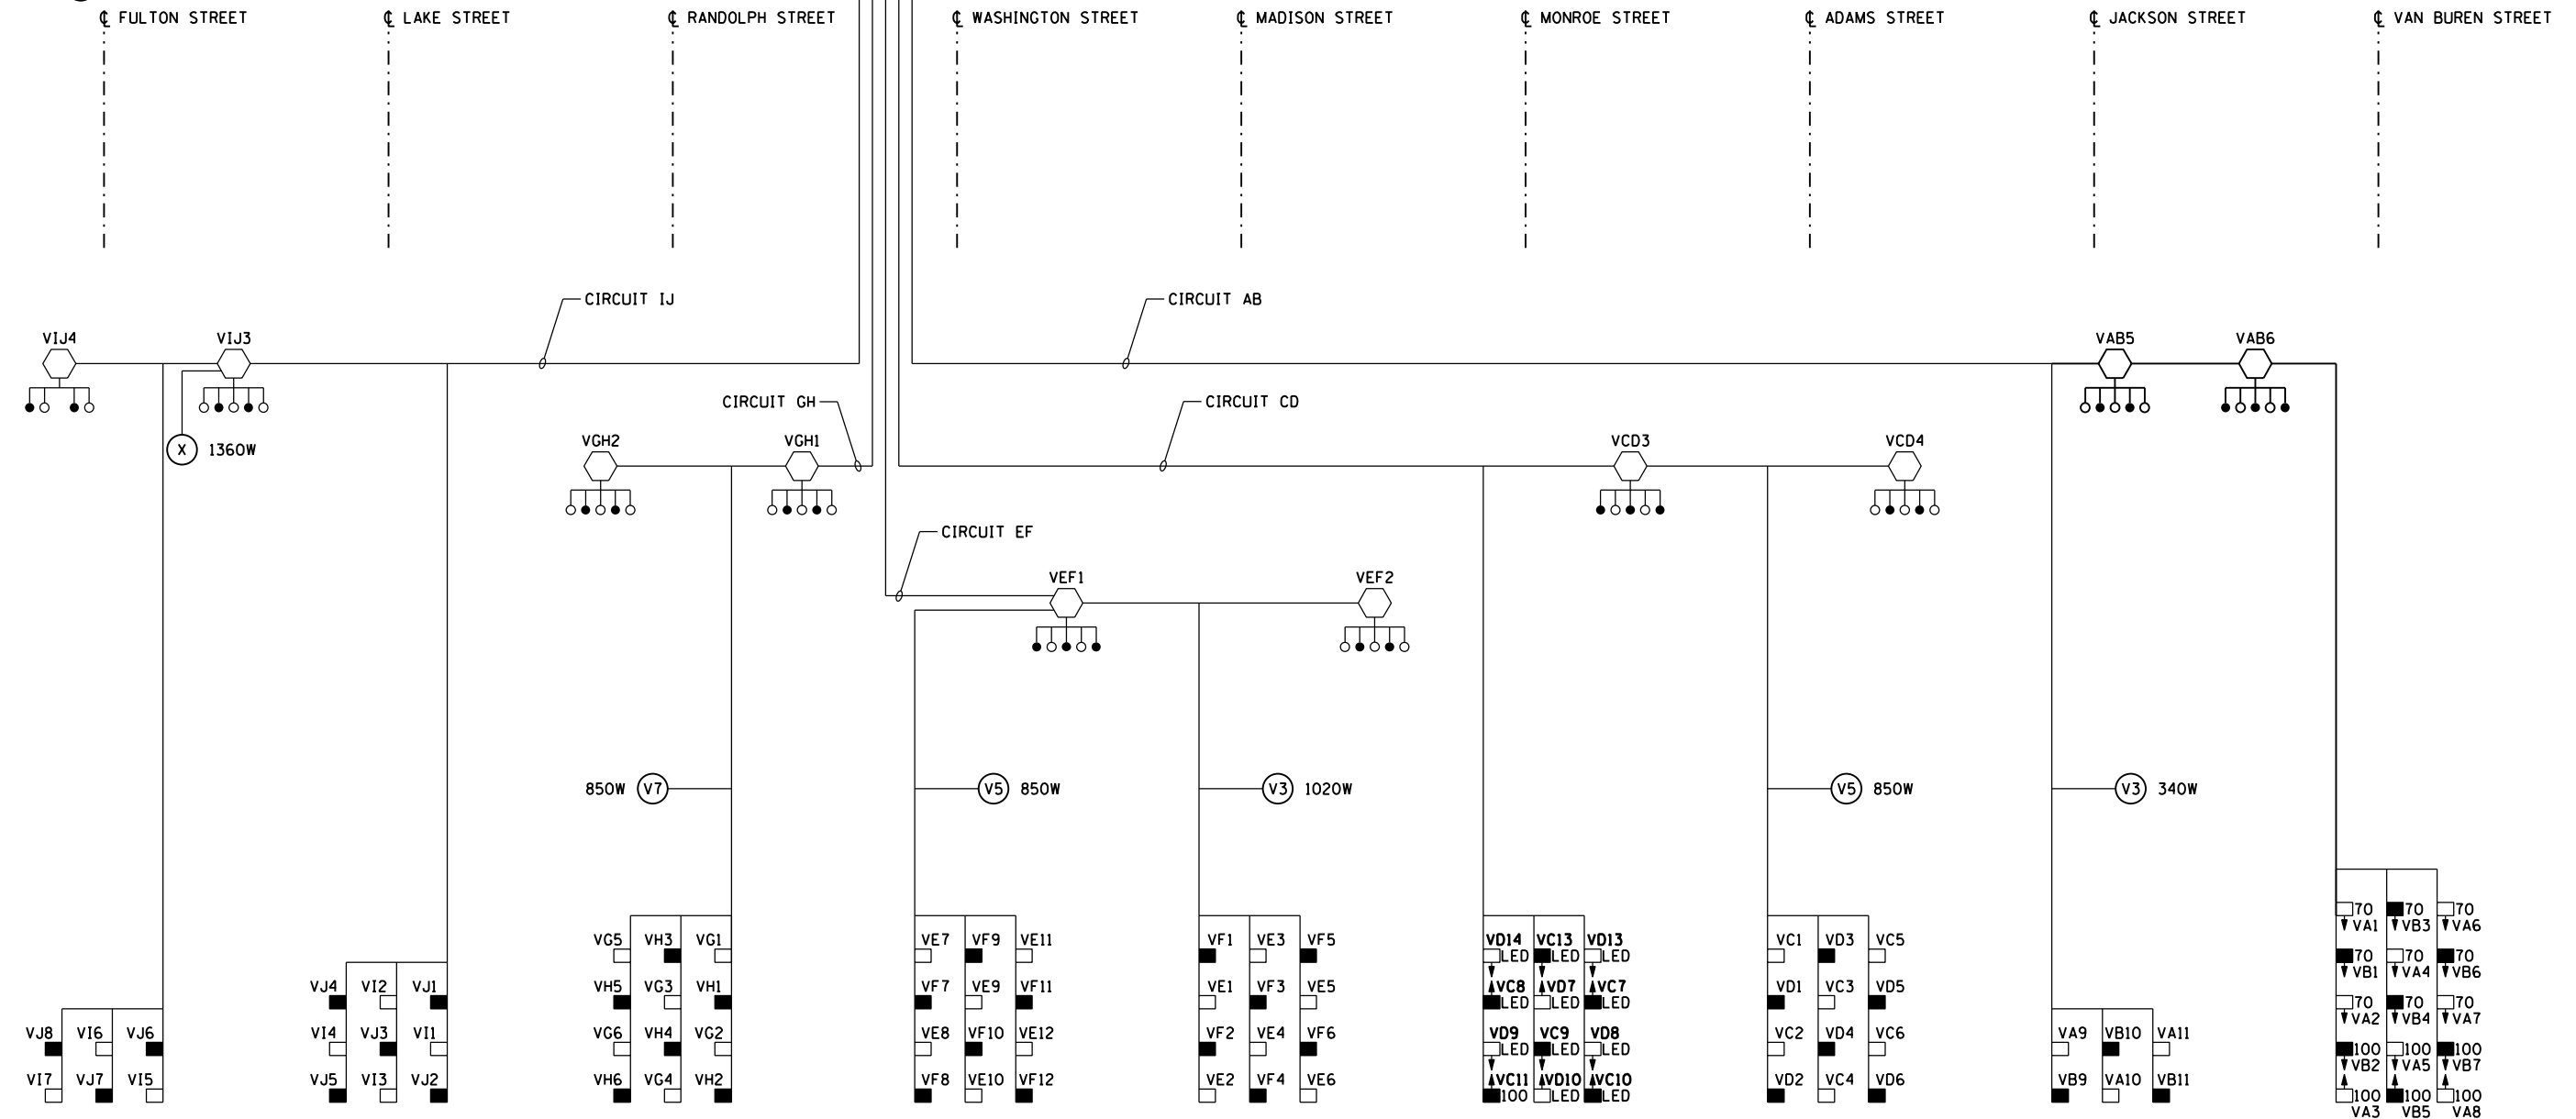 ℄ FULTON STREET ℄ LAKE STREET ℄ RANDOLPH STREET ℄ WASHINGTON STREET ℄ MADISON STREET ℄ MONROE STREET ℄ ADAMS STREET ℄ JACKSON STREET ℄ VAN BUREN STREET
CIRCUIT IJ CIRCUIT AB
VIJ4 VIJ3 VAB5 VAB6
CIRCUIT GH CIRCUIT CD
VGH2 VGH1 VCD3 VCD4
X 1360W
CIRCUIT EF
VEF1 VEF2
850W V7 V5 850W V3 1020W V5 850W V3 340W
70 70 70
VA1 VB3 VA6
VG5 VH3 VG1 VE7 VF9 VE11 VF1 VE3 VF5 VD14 VC13 VD13 VC1 VD3 VC5
LED LED LED 70 70 70
VB1 VA4 VB6
VJ4 VI2 VJ1 VH5 VG3 VH1 VF7 VE9 VF11 VE1 VF3 VE5 VC8 VD7 VC7 VD1 VC3 VD5
LED LED LED 70 70 70
VA2 VB4 VA7
VJ8 VI6 VJ6 VI4 VJ3 VI1 VG6 VH4 VG2 VE8 VF10 VE12 VF2 VE4 VF6 VD9 VC9 VD8 VC2 VD4 VC6 VA9 VB10 VA11
LED LED LED 100 100 100
VB2 VA5 VB7
VI7 VJ7 VI5 VJ5 VI3 VJ2 VH6 VG4 VH2 VF8 VE10 VF12 VE2 VF4 VE6 VC11 VD10 VC10 VD2 VC4 VD6 VB9 VA10 VB11
100 LED LED 100 100 100
VA3 VB5 VA8